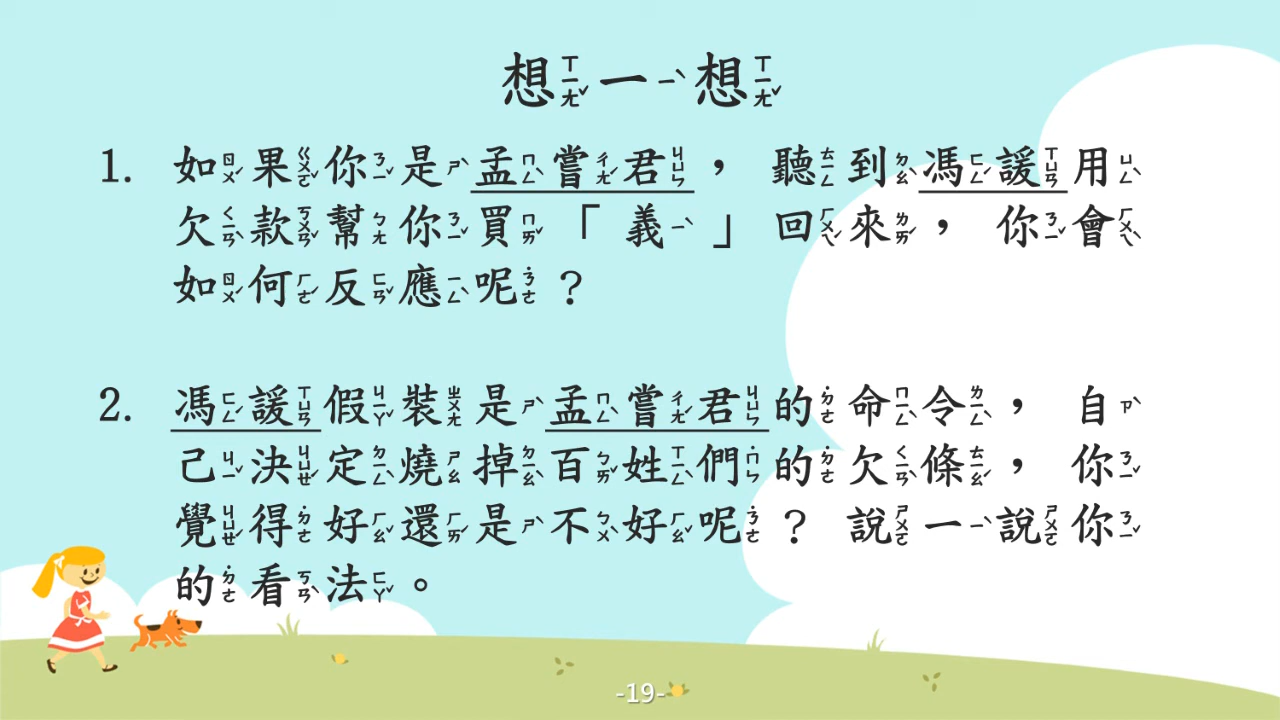 想一想
1. 如果你是孟嘗君，聽到馮諼用
欠款幫你買「義」回來，你會
如何反應呢？
2. 馮諼假裝是孟嘗君的命令，自
己決定燒掉百姓們的欠條，你
覺得好還是不好呢？說一說你
的看法。
-19-